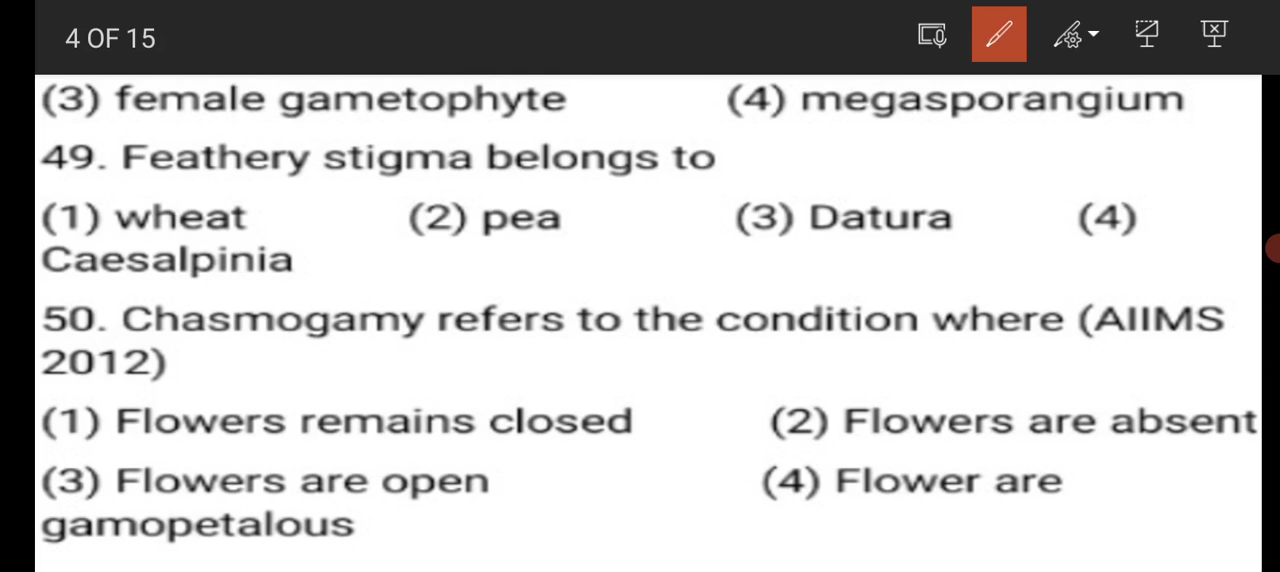 4 OF 15
(3) female gametophyte (4) megasporangium
49. Feathery stigma belongs to
(1) wheat (2) pea (3) Datura (4)
Caesalpinia
50. Chasmogamy refers to the condition where (AIIMS
2012)
(1) Flowers remains closed (2) Flowers are absent
(3) Flowers are open (4) Flower are
gamopetalous